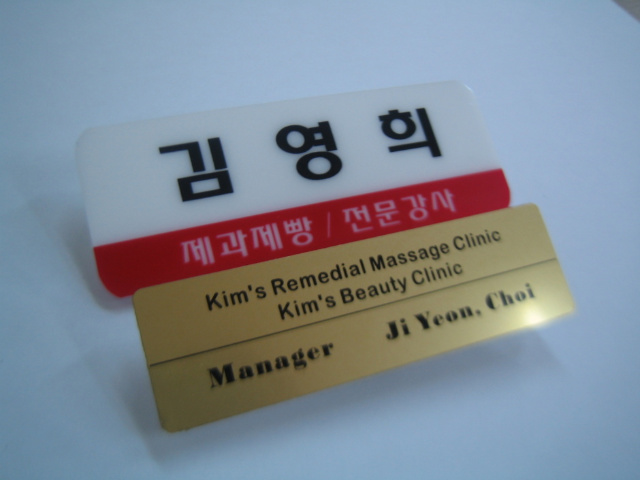 김영희
제과제빵 / 전문강사
Kim's Remedial Massage Clinic
Kim's Beauty Clinic
Manager Ji Yeon, Choi